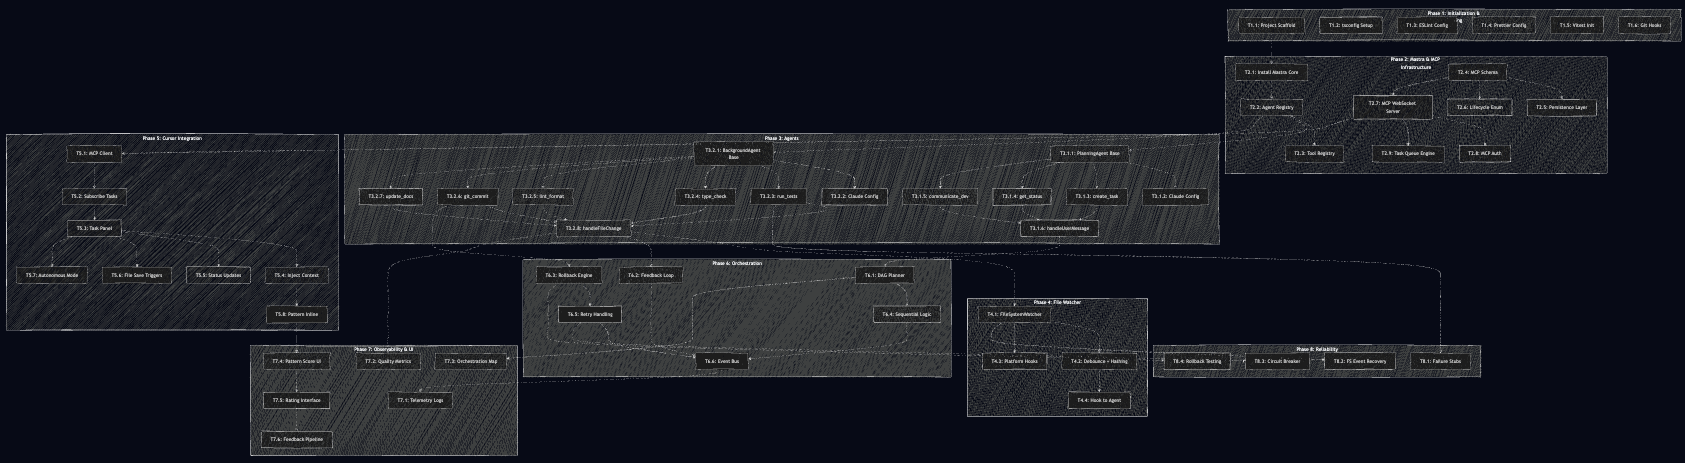 Phase 1: Initialization &
T1.1: Project Scaffold
T1.2: tsconfig Setup
T1.3: ESLint Config
T1.4: Prettier Config
T1.5: Vitest Init
T1.6: Git Hooks
Phase 2: Mastra & MCP
Infrastructure
T2.1: Install Mastra Core
T2.4: MCP Schema
T2.2: Agent Registry
T2.7: MCP WebSocket
Server
T2.6: Lifecycle Enum
T2.5: Persistence Layer
T2.3: Tool Registry
T2.9: Task Queue Engine
T2.8: MCP Auth
Phase 5: Cursor Integration
T5.1: MCP Client
T5.2: Subscribe Tasks
T5.3: Task Panel
T5.7: Autonomous Mode
T5.6: File Save Triggers
T5.5: Status Updates
T5.4: Inject Context
T5.8: Pattern Inline
Phase 3: Agents
T3.2.1: BackgroundAgent
Base
T3.1.1: PlanningAgent Base
T3.2.7: update_docs
T3.2.6: git_commit
T3.2.5: lint_format
T3.2.4: type_check
T3.2.3: run_tests
T3.2.2: Claude Config
T3.1.5: communicate_dev
T3.1.4: get_status
T3.1.3: create_task
T3.1.2: Claude Config
T3.2.8: handleFileChange
T3.1.6: handleUserMessage
Phase 6: Orchestration
T6.3: Rollback Engine
T6.2: Feedback Loop
T6.1: DAG Planner
T6.5: Retry Handling
T6.4: Sequential Logic
T6.6: Event Bus
Phase 4: File Watcher
T4.1: FileSystemWatcher
T4.3: Platform Hooks
T4.2: Debounce + Hashing
T4.4: Hook to Agent
Phase 7: Observability & UI
T7.4: Pattern Score UI
T7.2: Quality Metrics
T7.3: Orchestration Map
T7.5: Rating Interface
T7.1: Telemetry Logs
T7.6: Feedback Pipeline
Phase 8: Reliability
T8.4: Rollback Testing
T8.3: Circuit Breaker
T8.2: FS Event Recovery
T8.1: Failure Stubs